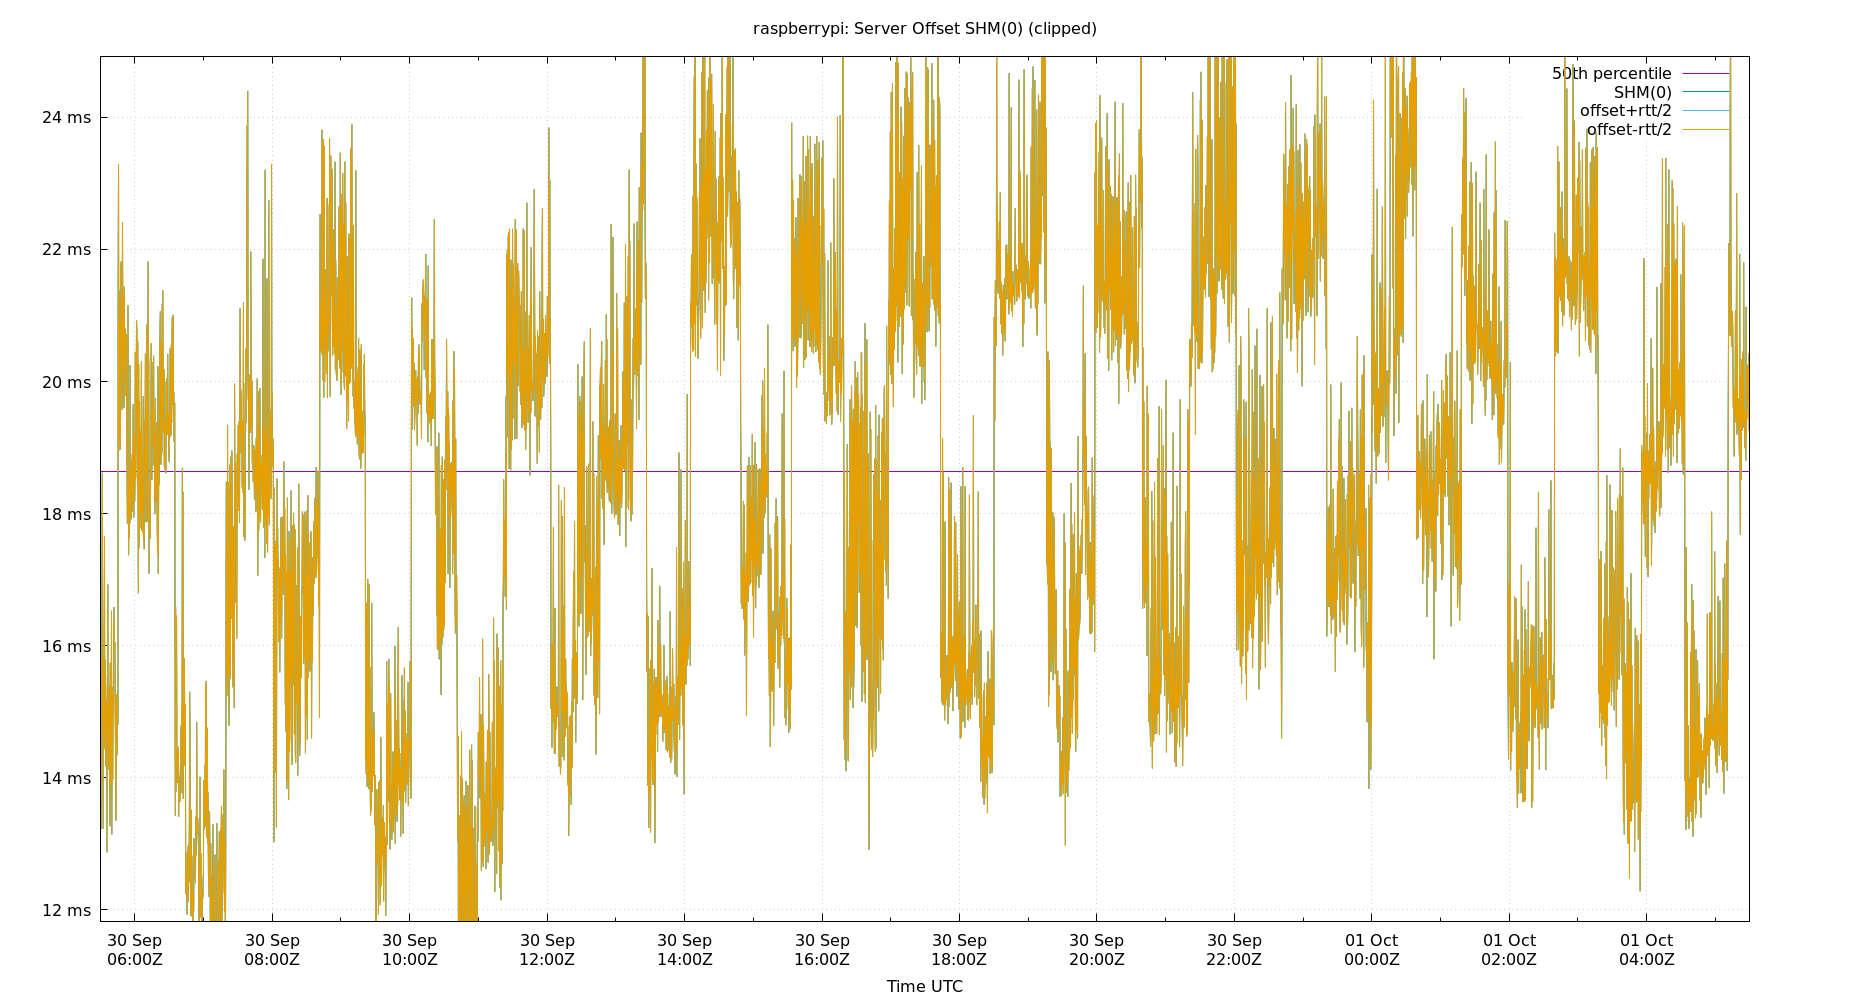 raspberrypi: Server Offset SHM(0) (clipped)
50th percentile
SHM(0)
offset+rtt/2
offset-rtt/2
24 ms
22 ms
20 ms
18 ms
16 ms
14 ms
12 ms
30 Sep 30 Sep 30 Sep 30 Sep 30 Sep 30 Sep 30 Sep 30 Sep 30 Sep 01 Oct 01 Oct 01 Oct
06:00Z 08:00Z 10:00Z 12:00Z 14:00Z 16:00Z 18:00Z 20:00Z 22:00Z 00:00Z 02:00Z 04:00Z
Time UTC